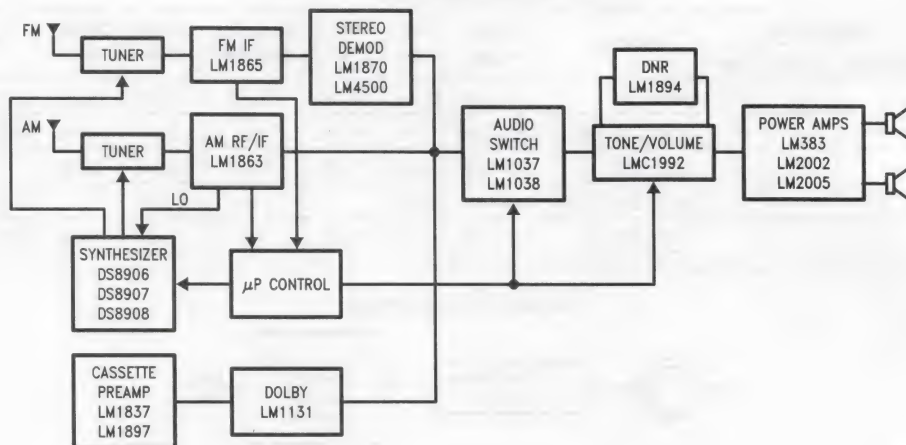 FM
TUNER
FM IF
LM1865
STEREO
DEMOD
LM1870
LM4500
DNR
LM1894
AM
TUNER
AM RF/IF
LM1863
AUDIO
SWITCH
LM1037
LM1038
TONE/VOLUME
LMC1992
POWER AMPS
LM383
LM2002
LM2005
LO
SYNTHESIZER
DS8906
DS8907
DS8908
μP CONTROL
CASSETTE
PREAMP
LM1837
LM1897
DOLBY
LM1131